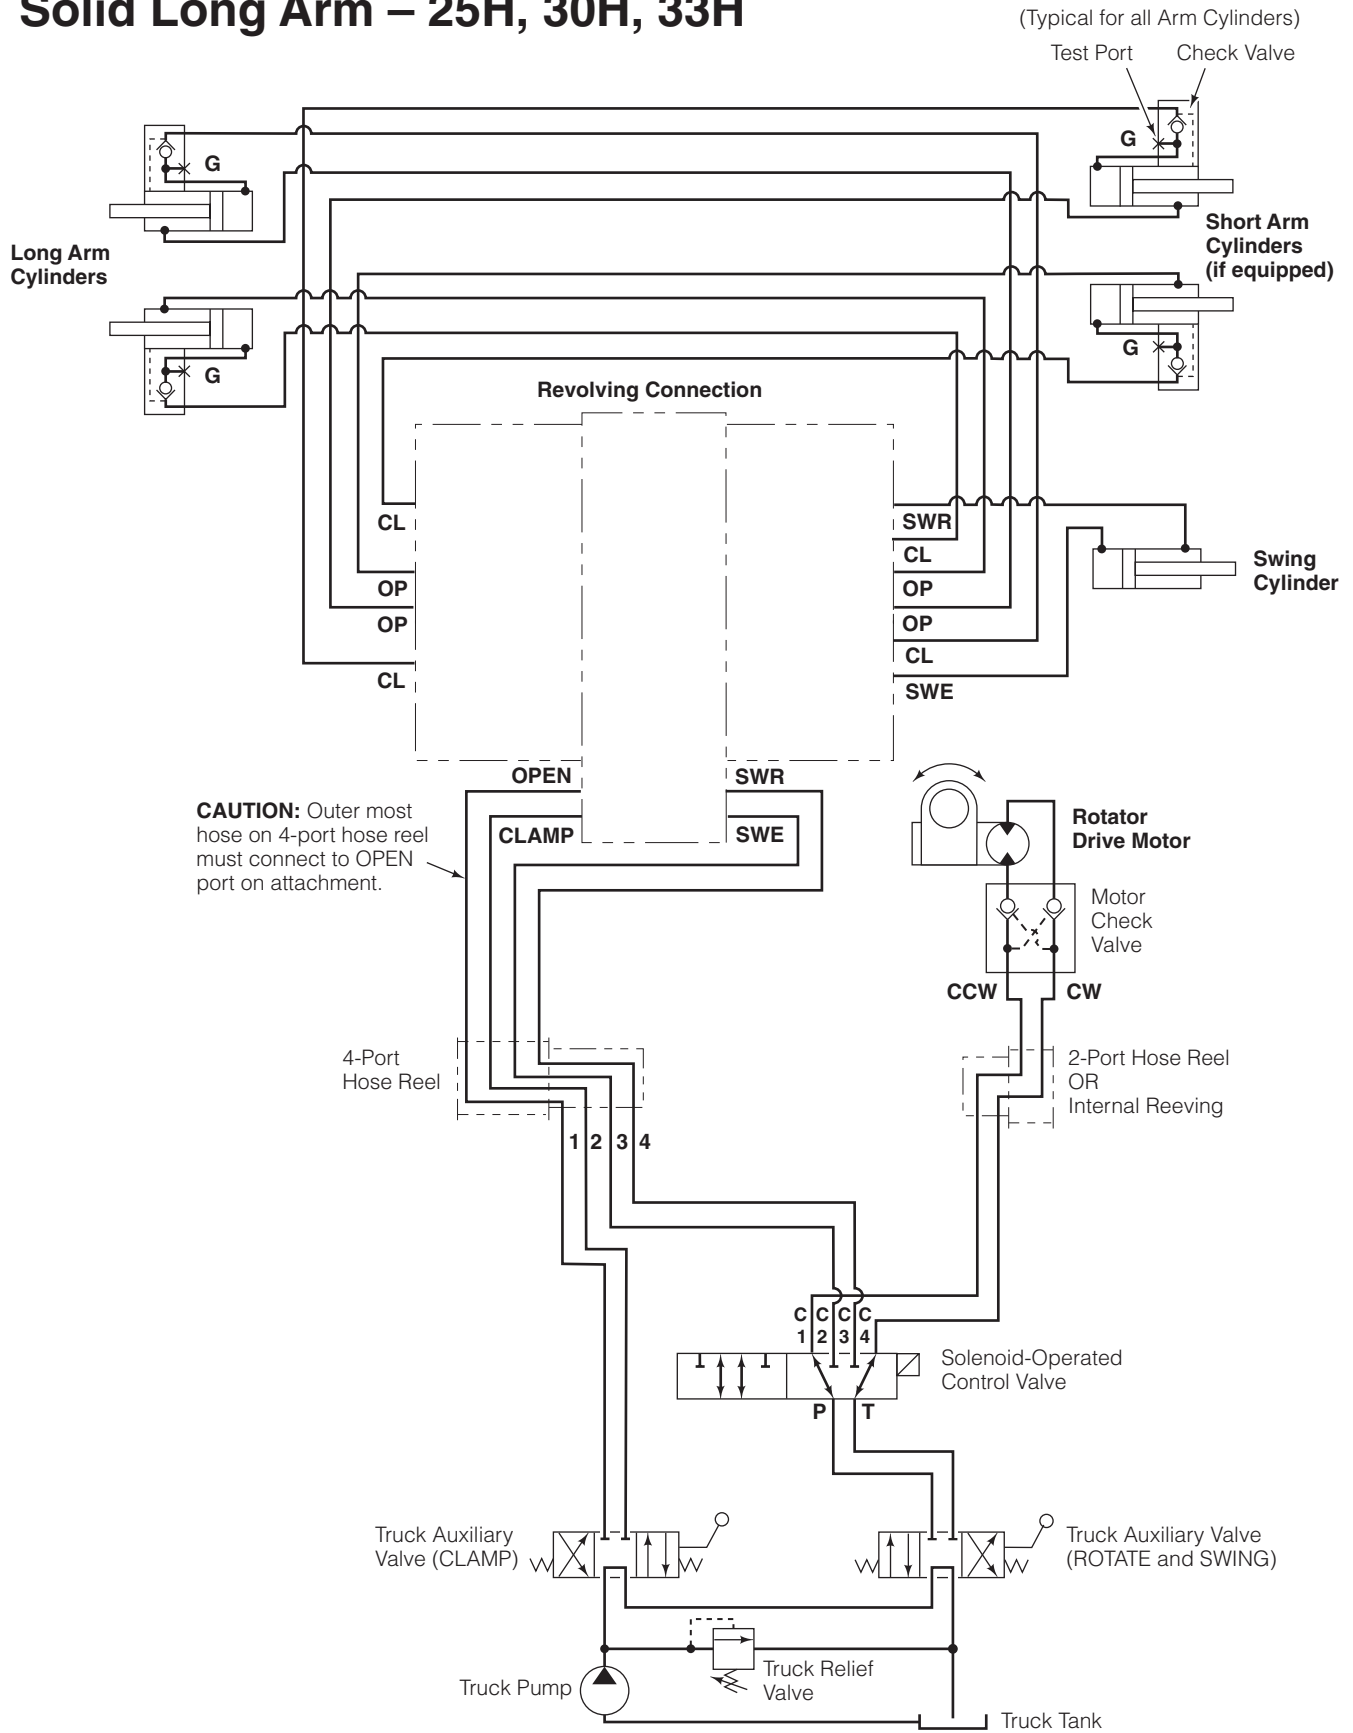 Solid Long Arm – 25H, 30H, 33H
(Typical for all Arm Cylinders)
Test Port
Check Valve
G
G
Long Arm
Cylinders
Short Arm
Cylinders
(if equipped)
G
G
Revolving Connection
CL
OP
OP
CL
SWR
CL
OP
OP
CL
SWE
Swing
Cylinder
OPEN
SWR
CLAMP
SWE
CAUTION: Outer most
hose on 4-port hose reel
must connect to OPEN
port on attachment.
Rotator
Drive Motor
Motor
Check
Valve
CCW
CW
4-Port
Hose Reel
2-Port Hose Reel
OR
Internal Reeving
1 2 3 4
C C C C
1 2 3 4
Solenoid-Operated
Control Valve
P T
Truck Auxiliary
Valve (CLAMP)
Truck Auxiliary Valve
(ROTATE and SWING)
Truck Relief
Valve
Truck Pump
Truck Tank